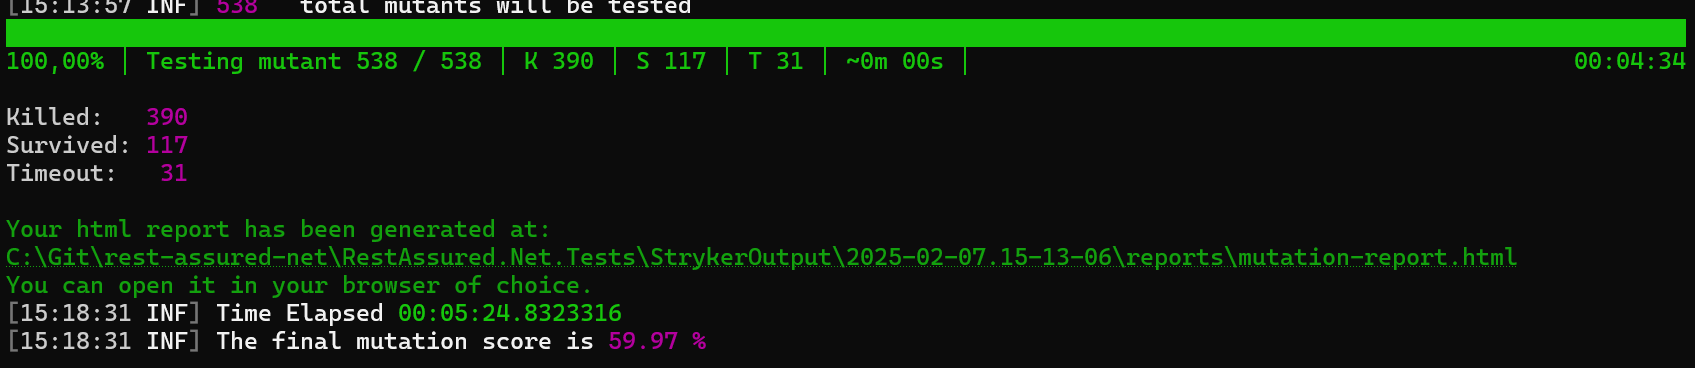 [15:13:57 INF] 538   total mutants will be tested
100,00% │ Testing mutant 538 / 538 │ K 390 │ S 117 │ T 31 │ ~0m 00s │ 00:04:34
Killed:   390
Survived: 117
Timeout:   31
Your html report has been generated at:
C:\Git\rest-assured-net\RestAssured.Net.Tests\StrykerOutput\2025-02-07.15-13-06\reports\mutation-report.html
You can open it in your browser of choice.
[15:18:31 INF] Time Elapsed 00:05:24.8323316
[15:18:31 INF] The final mutation score is 59.97 %